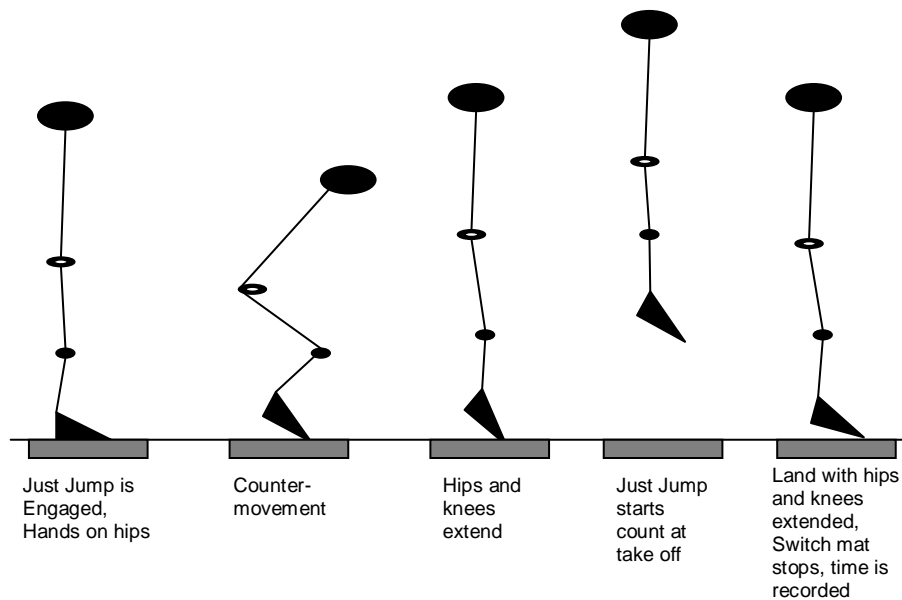 Just Jump is
Engaged,
Hands on hips
Counter-
movement
Hips and
knees
extend
Just Jump
starts
count at
take off
Land with hips
and knees
extended,
Switch mat
stops, time is
recorded